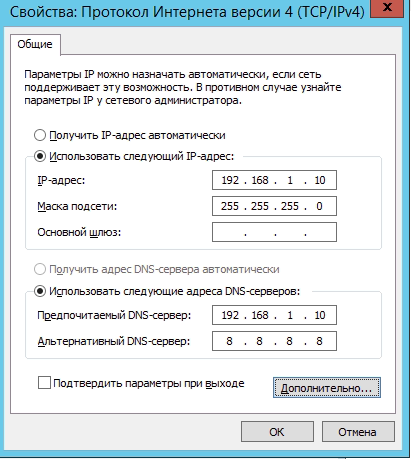 Свойства: Протокол Интернета версии 4 (TCP/IPv4)
x
Общие
Параметры IP можно назначать автоматически, если сеть
поддерживает эту возможность. В противном случае узнайте
параметры IP у сетевого администратора.
Получить IP-адрес автоматически
Использовать следующий IP-адрес:
IP-адрес: 192 . 168 . 1 . 10
Маска подсети: 255 . 255 . 255 . 0
Основной шлюз: . . .
Получить адрес DNS-сервера автоматически
Использовать следующие адреса DNS-серверов:
Предпочитаемый DNS-сервер: 192 . 168 . 1 . 10
Альтернативный DNS-сервер: 8 . 8 . 8 . 8
Подтвердить параметры при выходе
Дополнительно...
OK Отмена